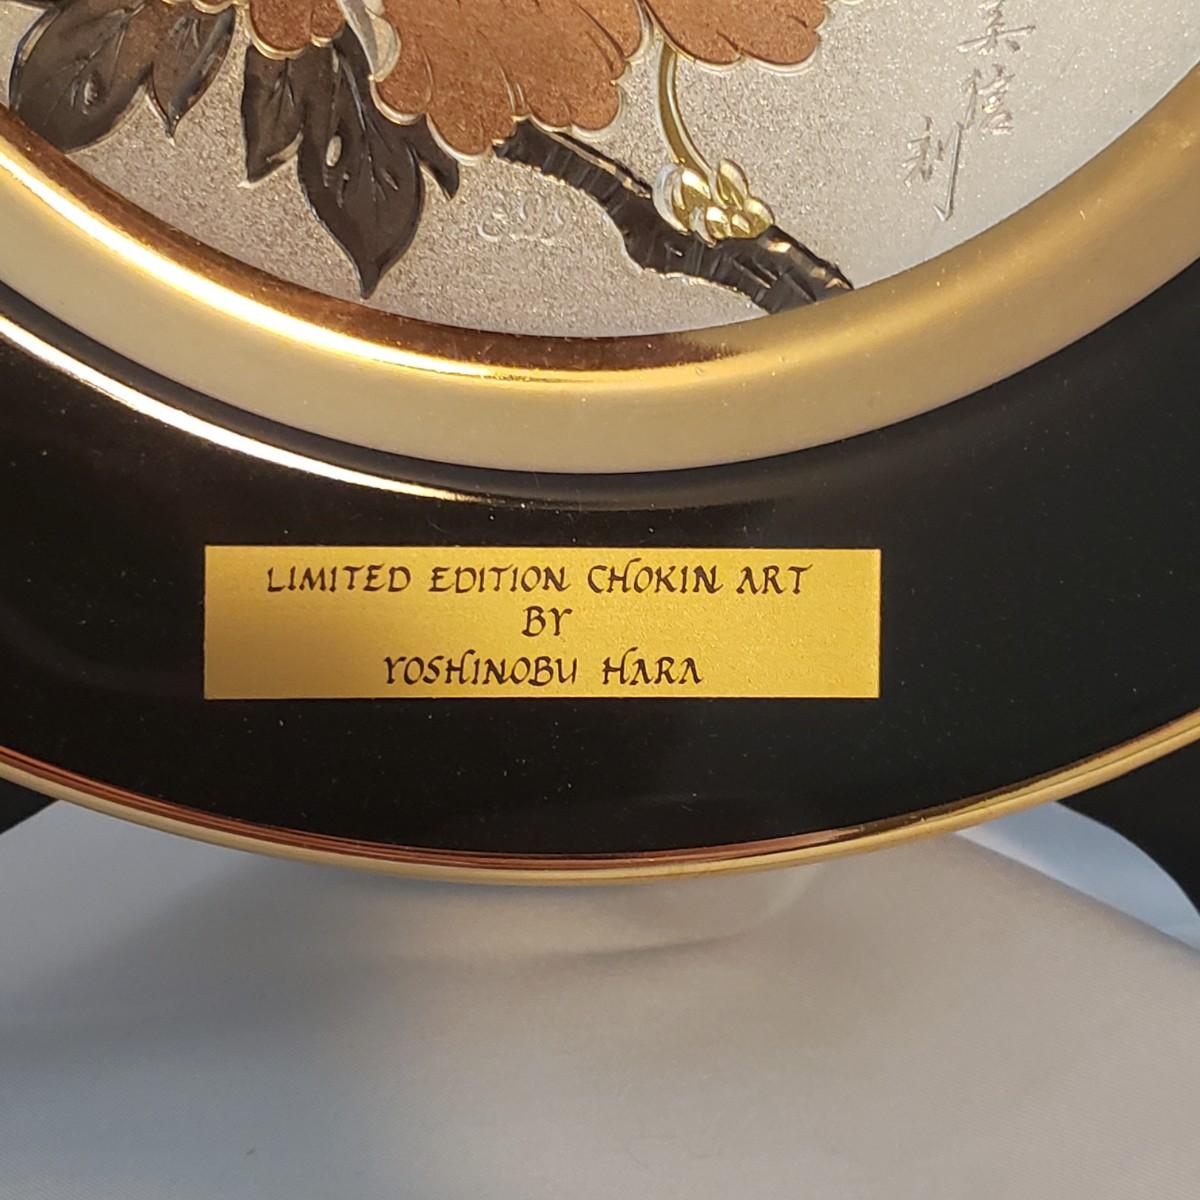 LIMITED EDITION CHOKIN ART
BY
YOSHINOBU HARA